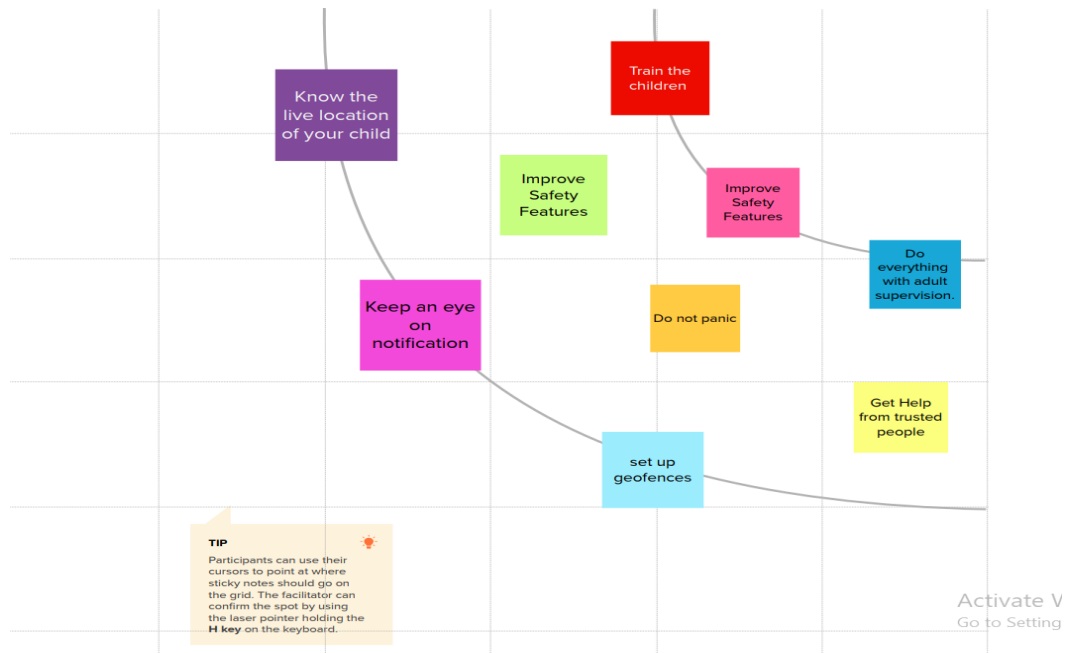 Train the
children
Know the
live location
of your child
Improve
Safety
Features
Improve
Safety
Features
Do
everything
with adult
supervision.
Keep an eye
on
notification
Do not panic
Get Help
from trusted
people
set up
geofences
TIP
Participants can use their
cursors to point at where
sticky notes should go on
the grid. The facilitator can
confirm the spot by using
the laser pointer holding the
H key on the keyboard.
Activate
Go to Setting